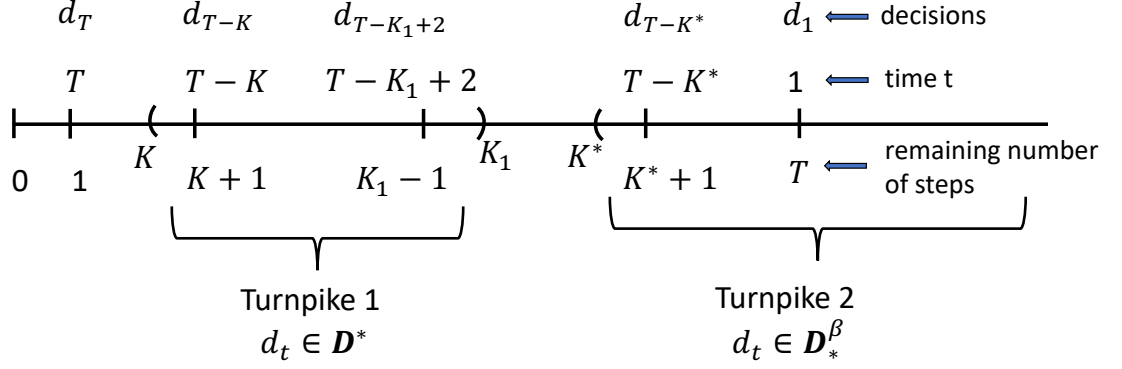 d_T d_{T−K} d_{T−K_1+2} d_{T−K^*} d_1 decisions
T T − K T − K_1 + 2 T − K^* 1 time t
K K_1 K^* remaining number
0 1 K + 1 K_1 − 1 K^* + 1 T of steps
Turnpike 1 Turnpike 2
d_t ∈ D^* d_t ∈ D_*^β